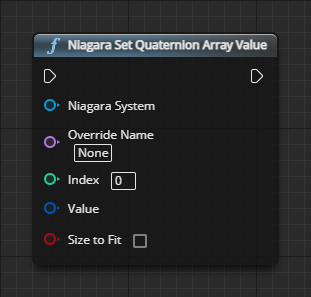 f Niagara Set Quaternion Array Value
Niagara System
Override Name
None
Index 0
Value
Size to Fit